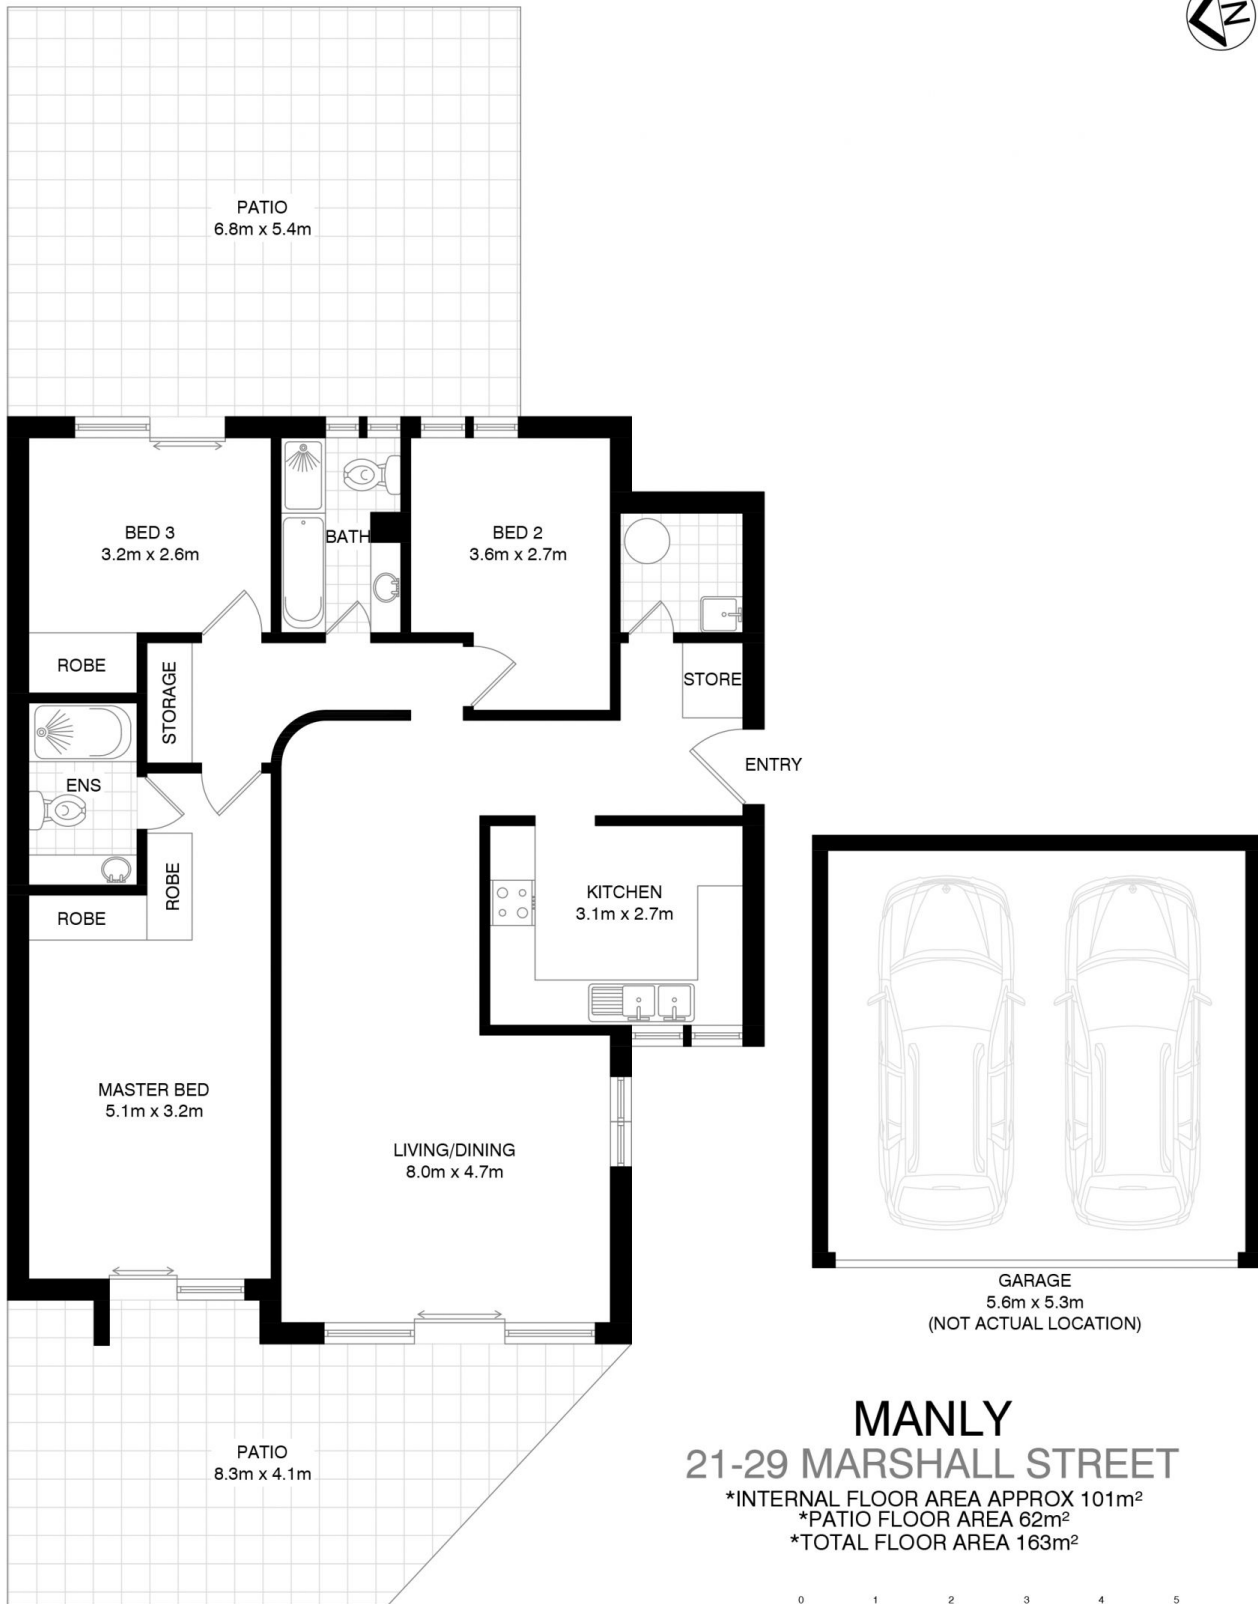 N
PATIO
6.8m x 5.4m
BED 3
3.2m x 2.6m
BATH
BED 2
3.6m x 2.7m
ROBE
STORAGE
STORE
ENTRY
ENS
ROBE
ROBE
KITCHEN
3.1m x 2.7m
MASTER BED
5.1m x 3.2m
LIVING/DINING
8.0m x 4.7m
GARAGE
5.6m x 5.3m
(NOT ACTUAL LOCATION)
PATIO
8.3m x 4.1m
MANLY
21-29 MARSHALL STREET
*INTERNAL FLOOR AREA APPROX 101m²
*PATIO FLOOR AREA 62m²
*TOTAL FLOOR AREA 163m²
0 1 2 3 4 5